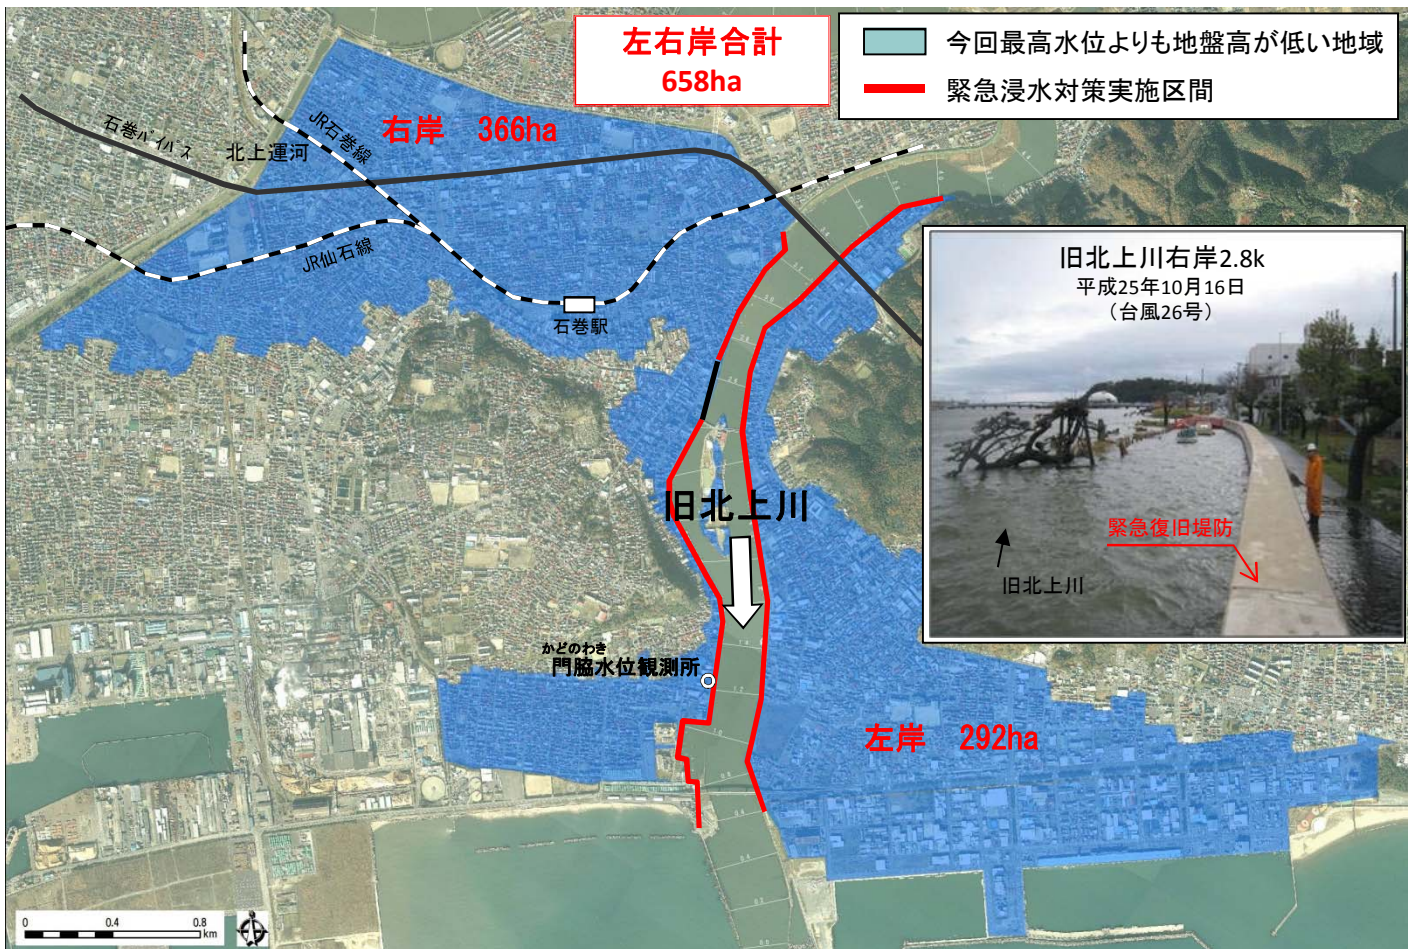 左右岸合計
658ha
今回最高水位よりも地盤高が低い地域
緊急浸水対策実施区間
右岸 366ha
石巻バイパス
北上運河
JR石巻線
JR仙石線
石巻駅
旧北上川右岸2.8k
平成25年10月16日
(台風26号)
緊急復旧堤防
旧北上川
旧北上川
かどのわき
門脇水位観測所
左岸 292ha
0 0.4 0.8
km